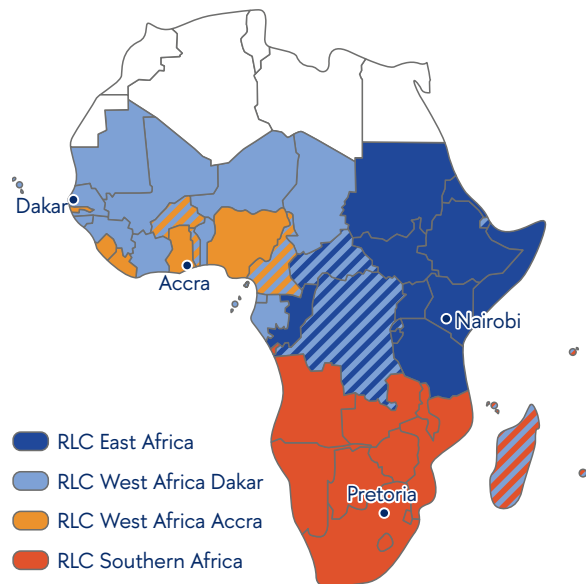 Dakar
Accra
Nairobi
RLC East Africa
RLC West Africa Dakar
Pretoria
RLC West Africa Accra
RLC Southern Africa